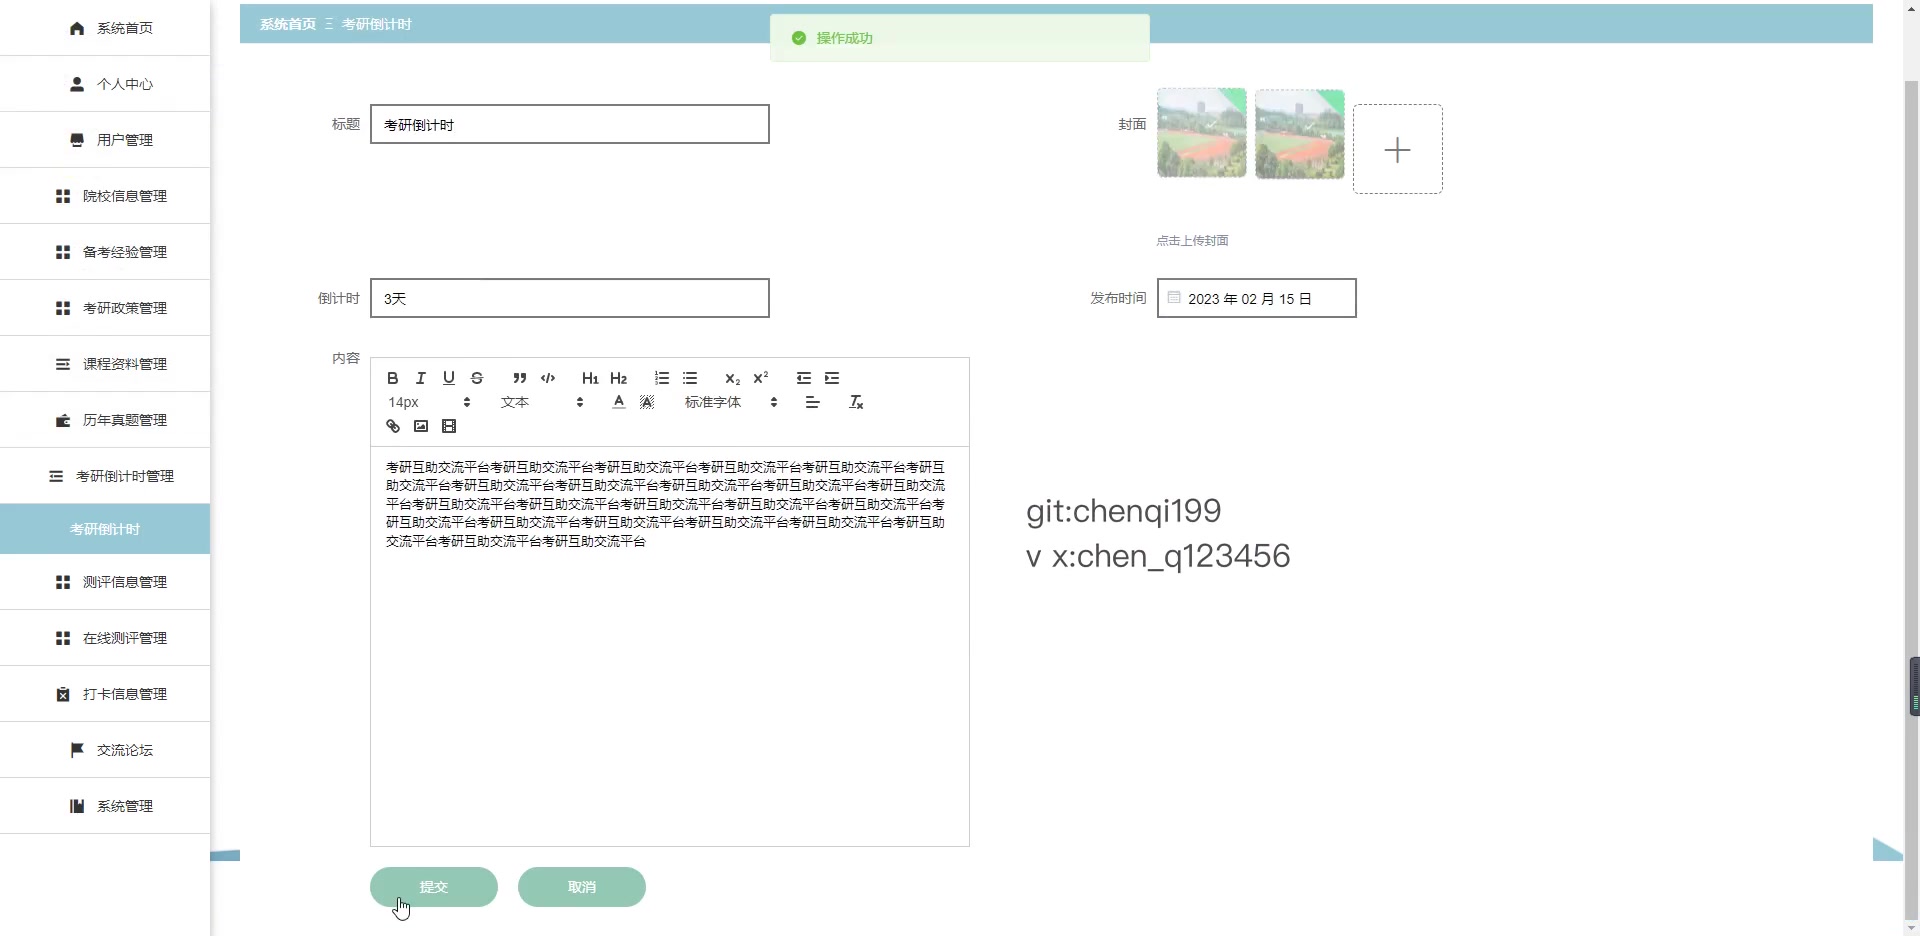 系统首页
个人中心
用户管理
院校信息管理
备考经验管理
考研政策管理
课程资料管理
历年真题管理
考研倒计时管理
考研倒计时
测评信息管理
在线测评管理
打卡信息管理
交流论坛
系统管理
系统首页 Ξ 考研倒计时
操作成功
标题 考研倒计时
封面
点击上传封面
倒计时 3天
发布时间 2023 年 02 月 15 日
内容
14px 文本 标准字体
考研互助交流平台考研互助交流平台考研互助交流平台考研互助交流平台考研互助交流平台考研互
助交流平台考研互助交流平台考研互助交流平台考研互助交流平台考研互助交流平台考研互助交流
平台考研互助交流平台考研互助交流平台考研互助交流平台考研互助交流平台考研互助交流平台考
研互助交流平台考研互助交流平台考研互助交流平台考研互助交流平台考研互助交流平台考研互助
交流平台考研互助交流平台考研互助交流平台
git:chenqi199
v x:chen_q123456
提交
取消